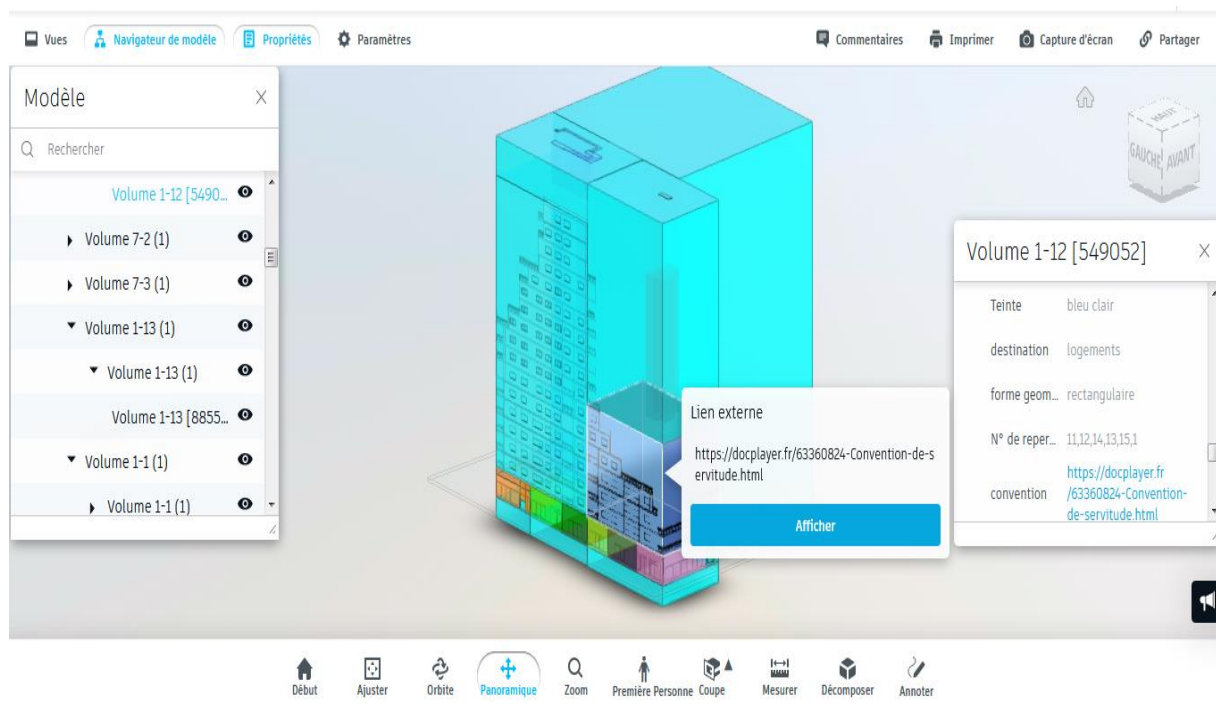 Vues
Navigateur de modèle
Propriétés
Paramètres
Commentaires
Imprimer
Capture d'écran
Partager
Modèle
Rechercher
Volume 1-12 [5490...
Volume 7-2 (1)
Volume 7-3 (1)
Volume 1-13 (1)
Volume 1-13 (1)
Volume 1-13 [8855...
Volume 1-1 (1)
Volume 1-1 (1)
HAUT
GAUCHE
AVANT
Lien externe
https://docplayer.fr/63360824-Convention-de-s
ervitude.html
Afficher
Volume 1-12 [549052]
Teinte bleu clair
destination logements
forme geom... rectangulaire
N° de reper... 11,12,14,13,15,1
convention
https://docplayer.fr
/63360824-Convention-
de-servitude.html
Début
Ajuster
Orbite
Panoramique
Zoom
Première Personne
Coupe
Mesurer
Décomposer
Annoter